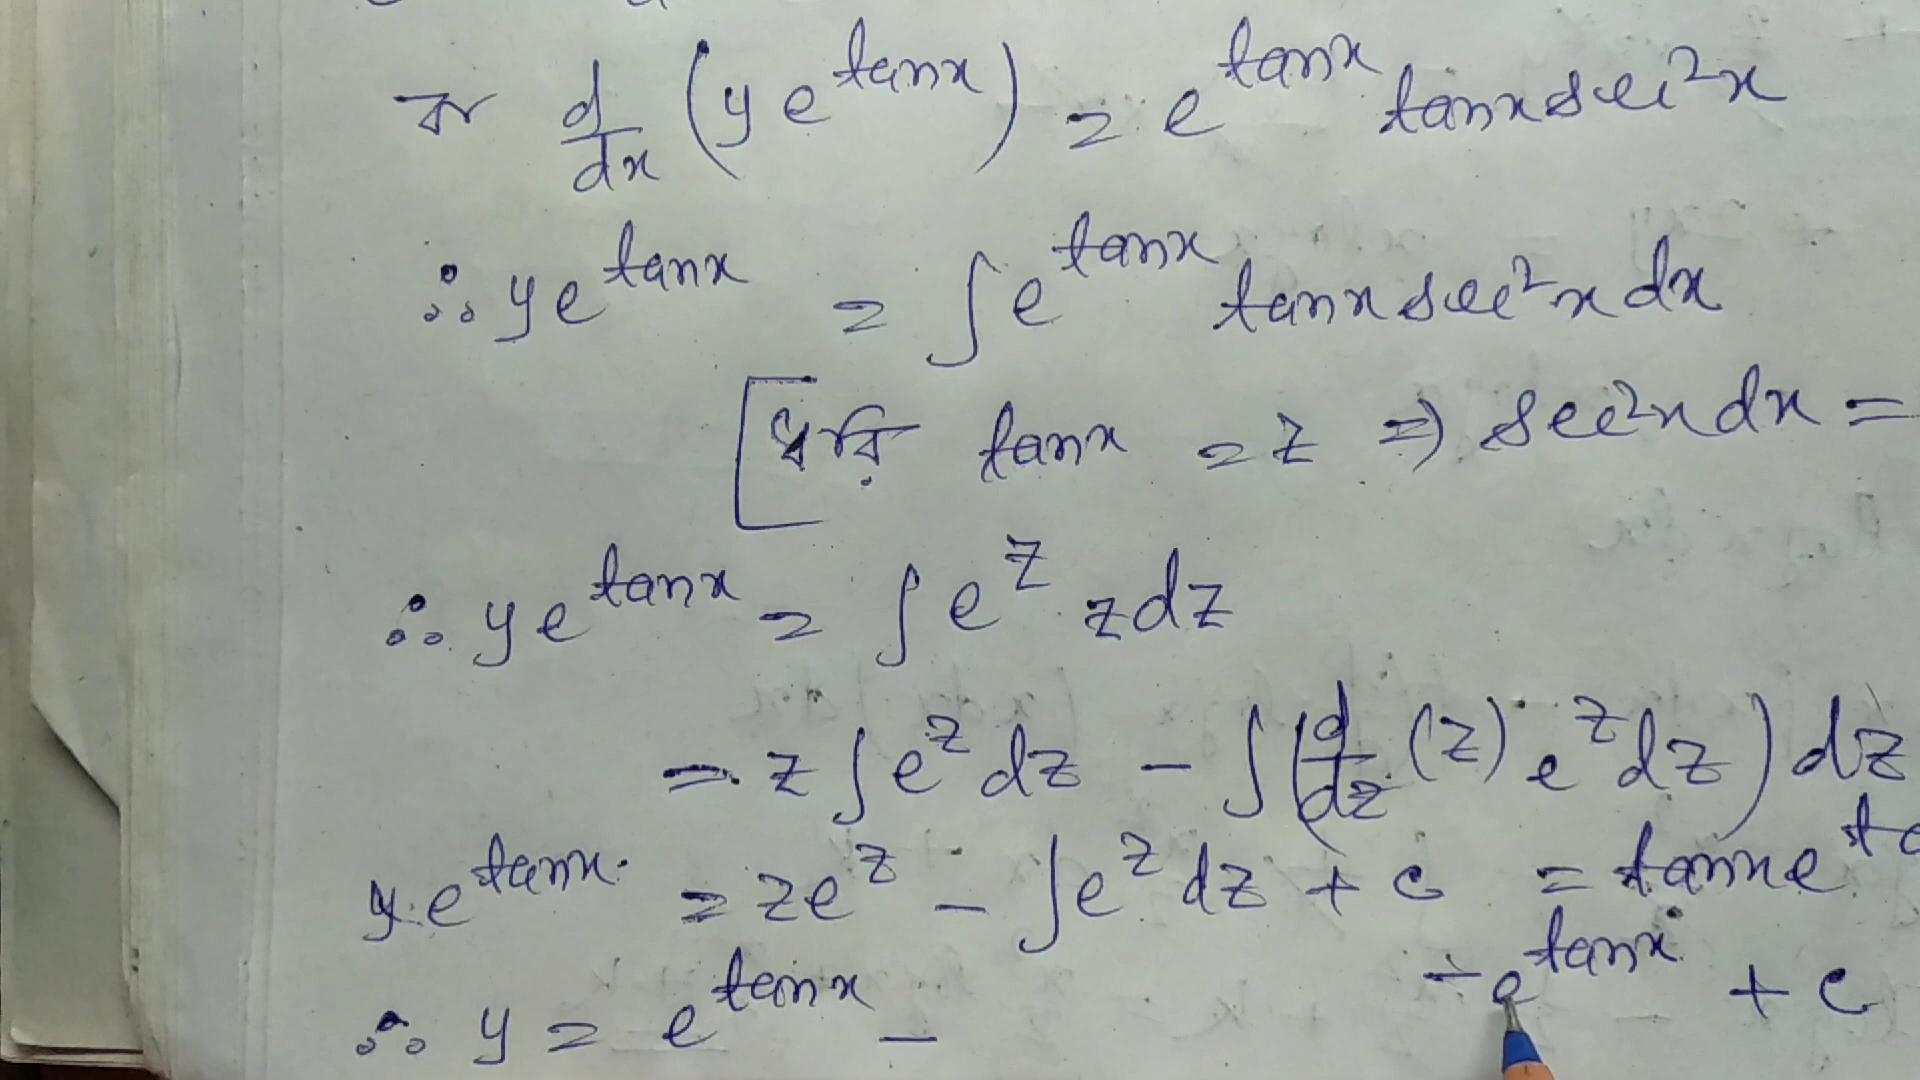 বা d/dx (y e^tanx) = e^tanx tanx sec²x
∴ y e^tanx = ∫ e^tanx tanx sec²x dx
[ধরি tanx = z ⇒ sec²x dx =
∴ y e^tanx = ∫ e^z z dz
= z ∫ e^z dz - ∫ (d/dz (z) e^z dz) dz
y e^tanx = z e^z - ∫ e^z dz + c = tanx e^ta
- e^tanx + c
∴ y = e^tanx -